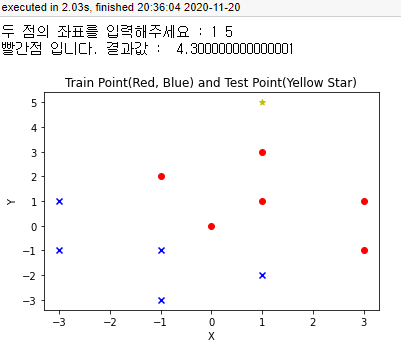 executed in 2.03s, finished 20:36:04 2020-11-20
두 점의 좌표를 입력해주세요 : 1 5
빨간점 입니다. 결과값 :  4.300000000000001
Train Point(Red, Blue) and Test Point(Yellow Star)
5
4
3
2
1
0
−1
−2
−3
Y
−3 −2 −1 0 1 2 3
X